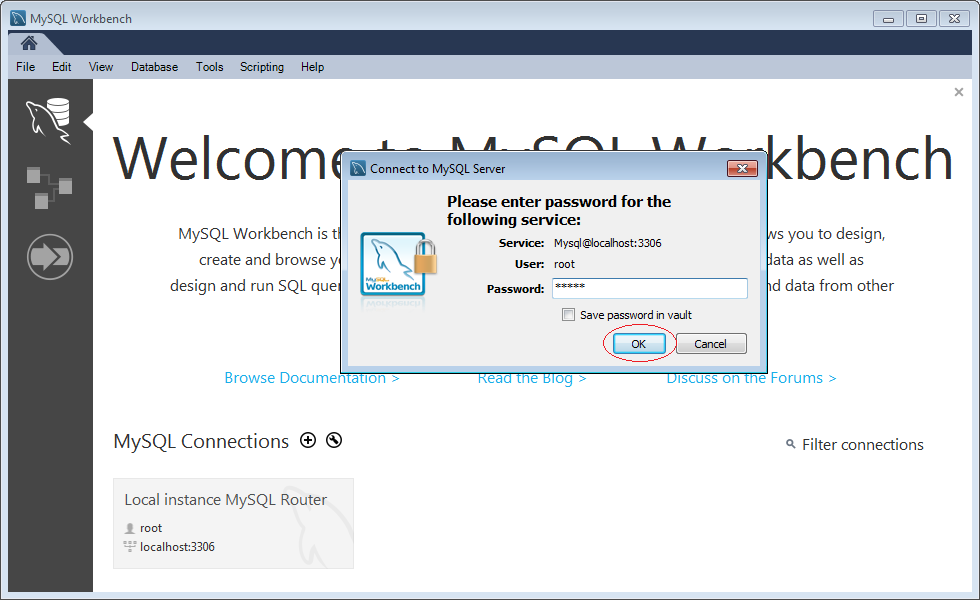 MySQL Workbench
File Edit View Database Tools Scripting Help
Welcome to MySQL Workbench
Connect to MySQL Server
Please enter password for the
following service:
Service: Mysql@localhost:3306
User: root
Password: *****
Save password in vault
OK Cancel
MySQL
Workbench
MySQL Workbench is th
ws you to design,
create and browse y
data as well as
design and run SQL que
nd data from other
Browse Documentation >
Read the Blog >
Discuss on the Forums >
MySQL Connections
Filter connections
Local instance MySQL Router
root
localhost:3306